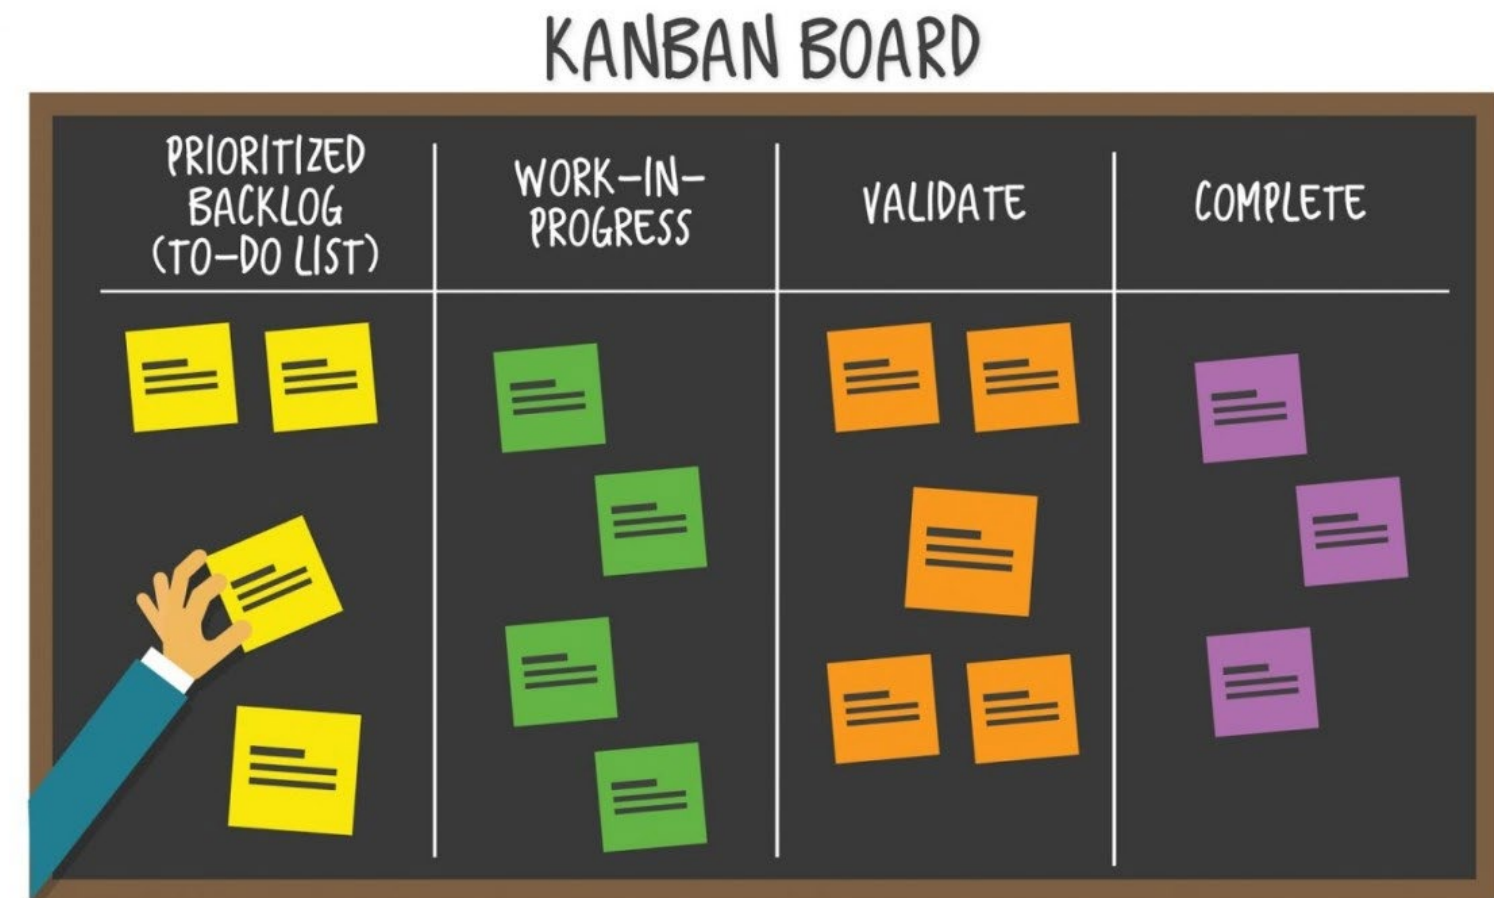 KANBAN BOARD
PRIORITIZED
BACKLOG
(TO-DO LIST)
WORK-IN-
PROGRESS
VALIDATE
COMPLETE